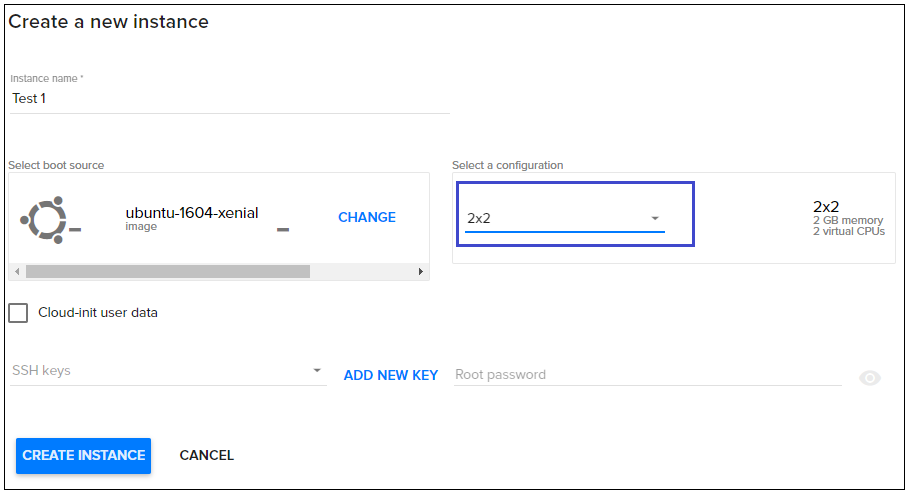 Create a new instance
Instance name *
Test 1
Select boot source
ubuntu-1604-xenial
image
CHANGE
Select a configuration
2x2
2x2
2 GB memory
2 virtual CPUs
Cloud-init user data
SSH keys
ADD NEW KEY
Root password
CREATE INSTANCE
CANCEL